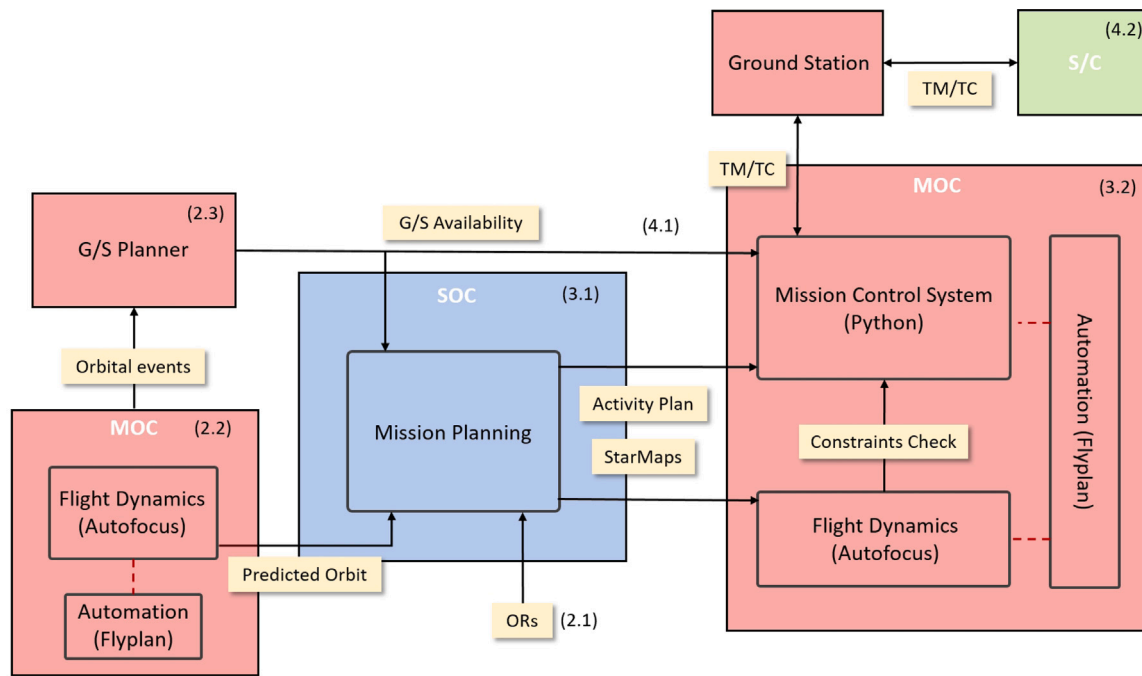 (4.2)
Ground Station
S/C
TM/TC
TM/TC
MOC
(3.2)
(2.3)
G/S Planner
G/S Availability
(4.1)
SOC
(3.1)
Mission Control System
(Python)
Automation (Flyplan)
Orbital events
Activity Plan
MOC
(2.2)
Mission Planning
StarMaps
Constraints Check
Flight Dynamics
(Autofocus)
Flight Dynamics
(Autofocus)
Predicted Orbit
Automation
(Flyplan)
ORs
(2.1)